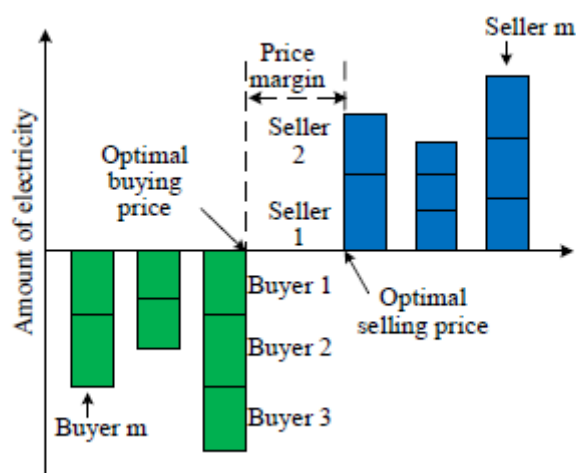 Seller m
Price
margin
Seller
2
Optimal
buying
price
Seller
1
Amount of electricity
Buyer 1
Optimal
selling price
Buyer 2
Buyer 3
Buyer m